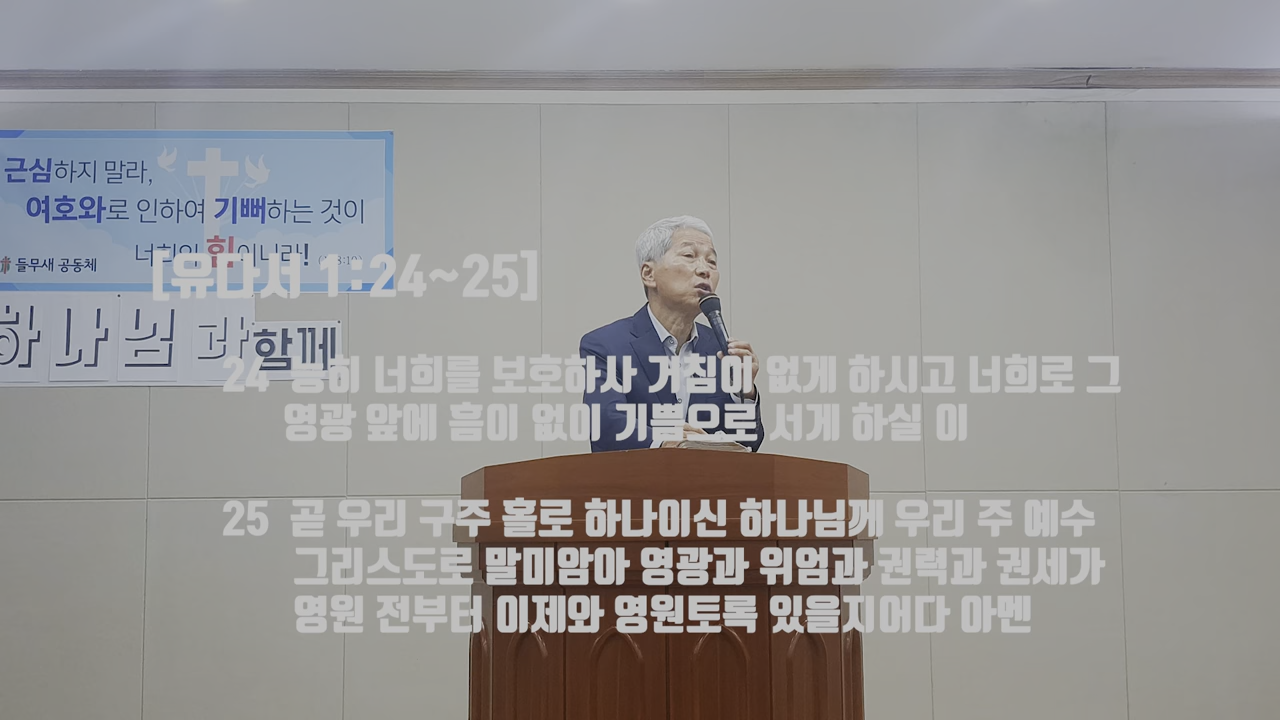 근심하지 말라,
여호와로 인하여 기뻐하는 것이
너희의 힘이니라!
들무새 공동체
하나님과 함께
[유다서 1:24~25]
24 능히 너희를 보호하사 거침이 없게 하시고 너희로 그
영광 앞에 흠이 없이 기쁨으로 서게 하실 이
25 곧 우리 구주 홀로 하나이신 하나님께 우리 주 예수
그리스도로 말미암아 영광과 위엄과 권력과 권세가
영원 전부터 이제와 영원토록 있을지어다 아멘